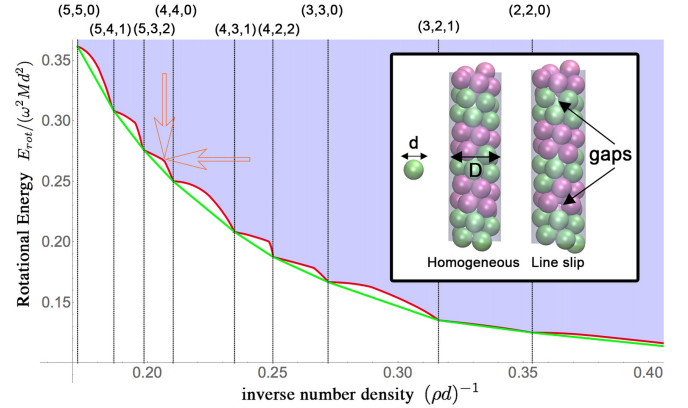 (5,5,0) (4,4,0) (3,3,0) (2,2,0)
(5,4,1) (5,3,2) (4,3,1) (4,2,2) (3,2,1)
0.35
0.30
0.25
0.20
0.15
Rotational Energy E_rot/(ω²Md²)
d
D
gaps
Homogeneous Line slip
0.20 0.25 0.30 0.35 0.40
inverse number density (ρd)⁻¹